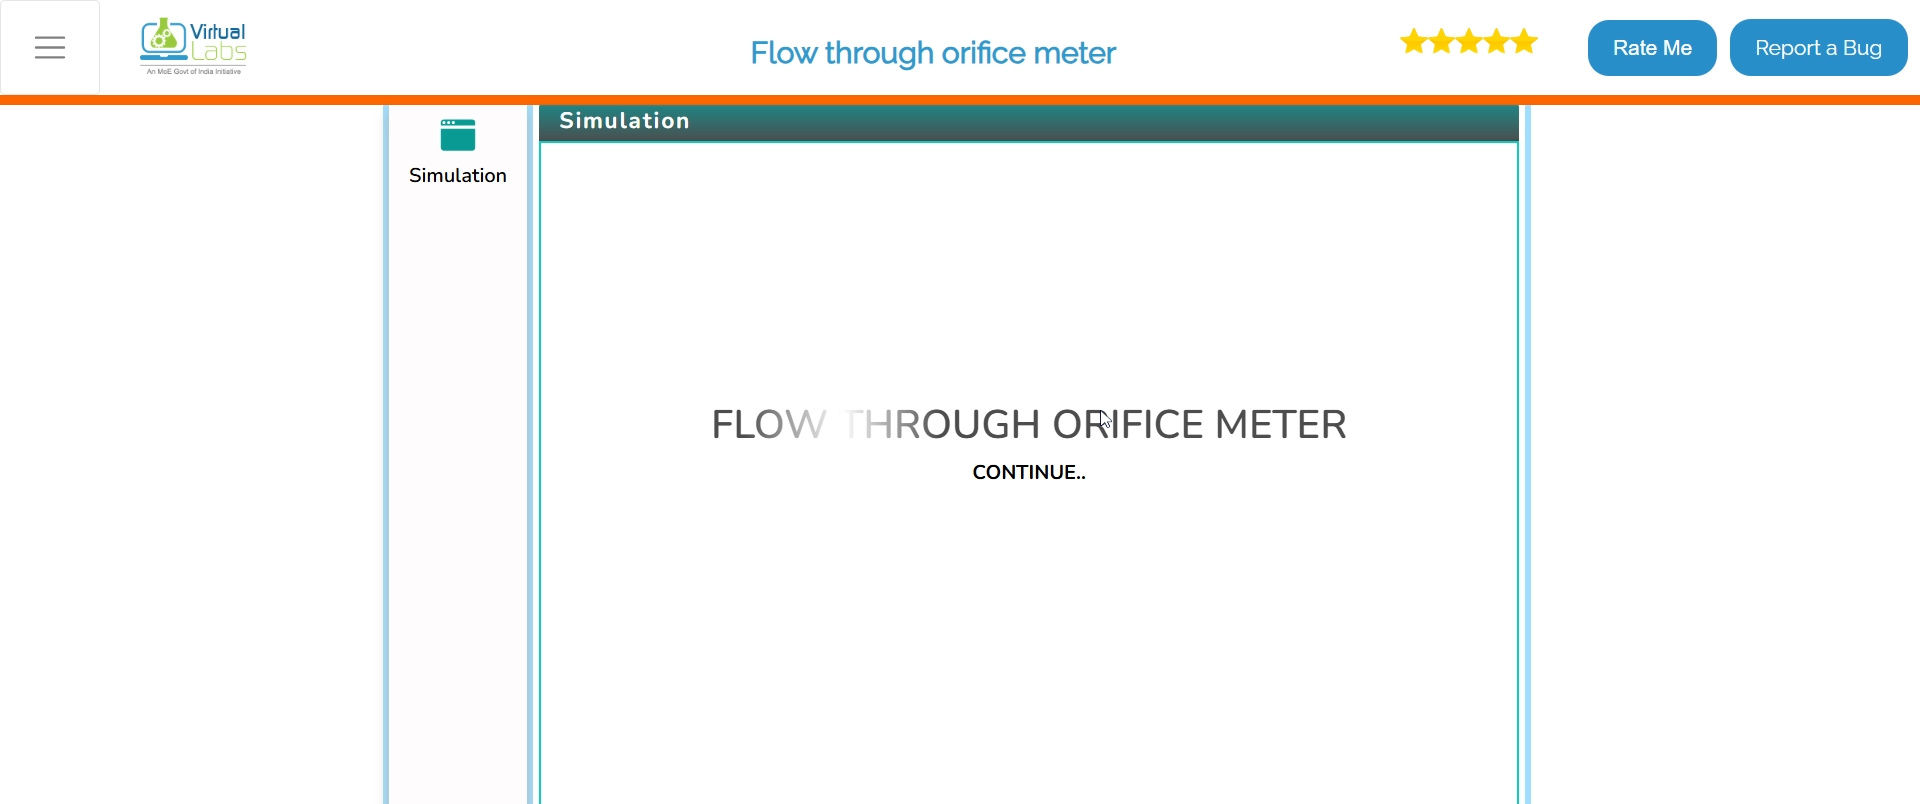 Virtual
Labs
An MoE Govt of India Initiative
Flow through orifice meter
Rate Me
Report a Bug
Simulation
Simulation
FLOW THROUGH ORIFICE METER
CONTINUE..